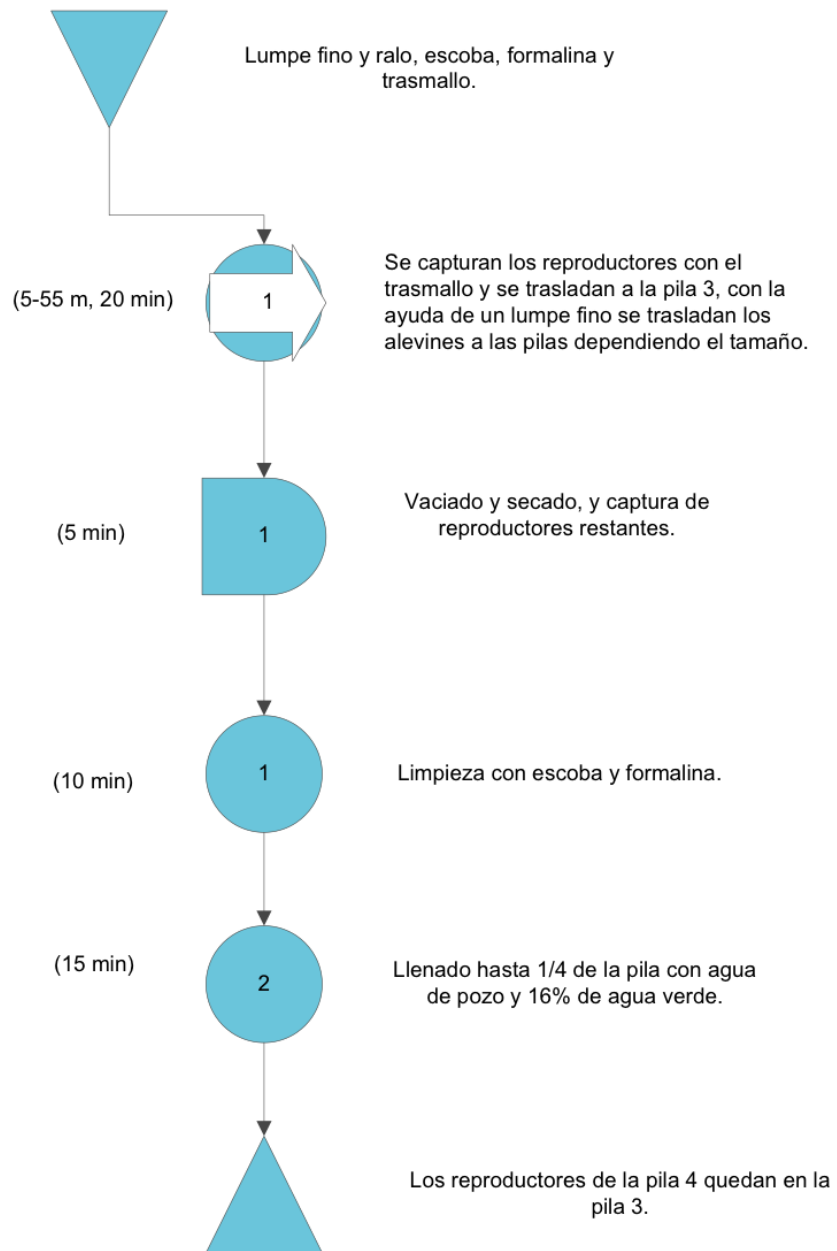 Lumpe fino y ralo, escoba, formalina y
trasmallo.
(5-55 m, 20 min)
1
Se capturan los reproductores con el
trasmallo y se trasladan a la pila 3, con la
ayuda de un lumpe fino se trasladan los
alevines a las pilas dependiendo el tamaño.
(5 min)
1
Vaciado y secado, y captura de
reproductores restantes.
(10 min)
1
Limpieza con escoba y formalina.
(15 min)
2
Llenado hasta 1/4 de la pila con agua
de pozo y 16% de agua verde.
Los reproductores de la pila 4 quedan en la
pila 3.